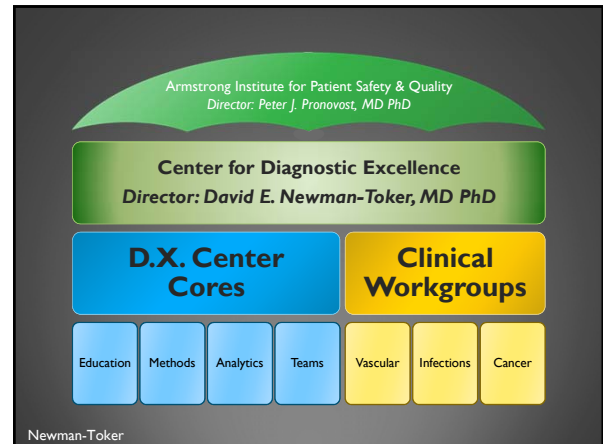 Armstrong Institute for Patient Safety & Quality
Director: Peter J. Pronovost, MD PhD
Center for Diagnostic Excellence
Director: David E. Newman-Toker, MD PhD
D.X. Center
Cores
Clinical
Workgroups
Education
Methods
Analytics
Teams
Vascular
Infections
Cancer
Newman-Toker